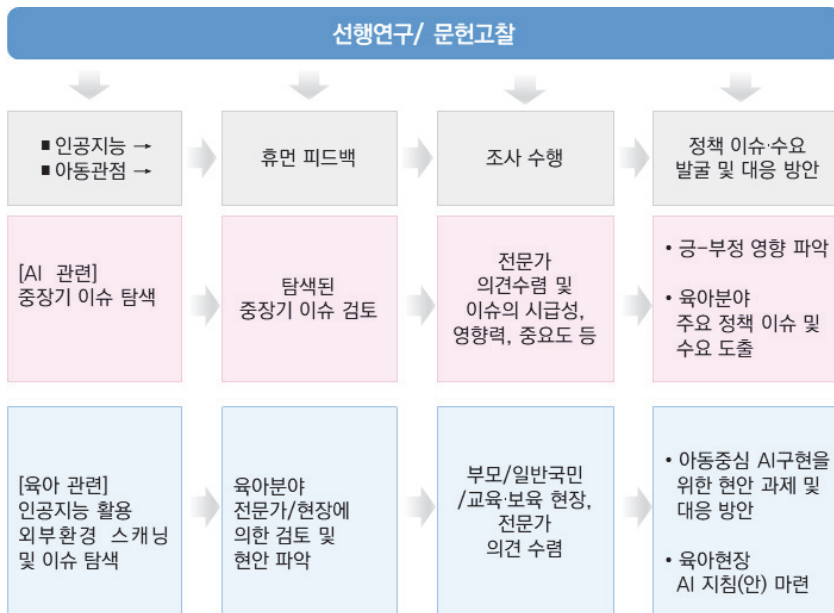 선행연구/ 문헌고찰
■ 인공지능 →
■ 아동관점 →
휴먼 피드백
조사 수행
정책 이슈·수요
발굴 및 대응 방안
[AI 관련]
중장기 이슈 탐색
탐색된
중장기 이슈 검토
전문가
의견수렴 및
이슈의 시급성,
영향력, 중요도 등
• 긍-부정 영향 파악
• 육아분야
주요 정책 이슈 및
수요 도출
[육아 관련]
인공지능 활용
외부환경 스캐닝
및 이슈 탐색
육아분야
전문가/현장에
의한 검토 및
현안 파악
부모/일반국민
/교육·보육 현장,
전문가
의견 수렴
• 아동중심 AI구현을
위한 현안 과제 및
대응 방안
• 육아현장
AI 지침(안) 마련